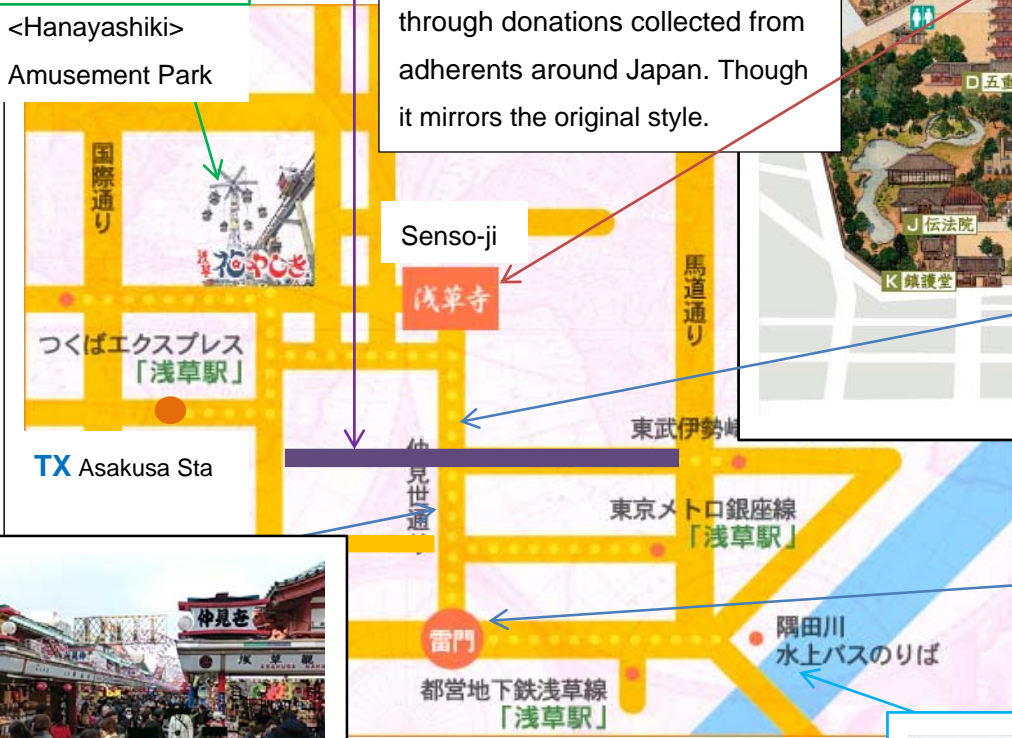 <Hanayashiki>
Amusement Park
through donations collected from
adherents around Japan. Though
it mirrors the original style.
D 五重
J 伝法院
K 鎮護堂
国際通り
浅草
花やしき
Senso-ji
浅草寺
馬道通り
つくばエクスプレス
「浅草駅」
TX Asakusa Sta
仲見世通り
東武伊勢崎
東京メトロ銀座線
「浅草駅」
雷門
隅田川
水上バスのりば
都営地下鉄浅草線
「浅草駅」
仲見世
浅草観
ASAKUSA NAKA